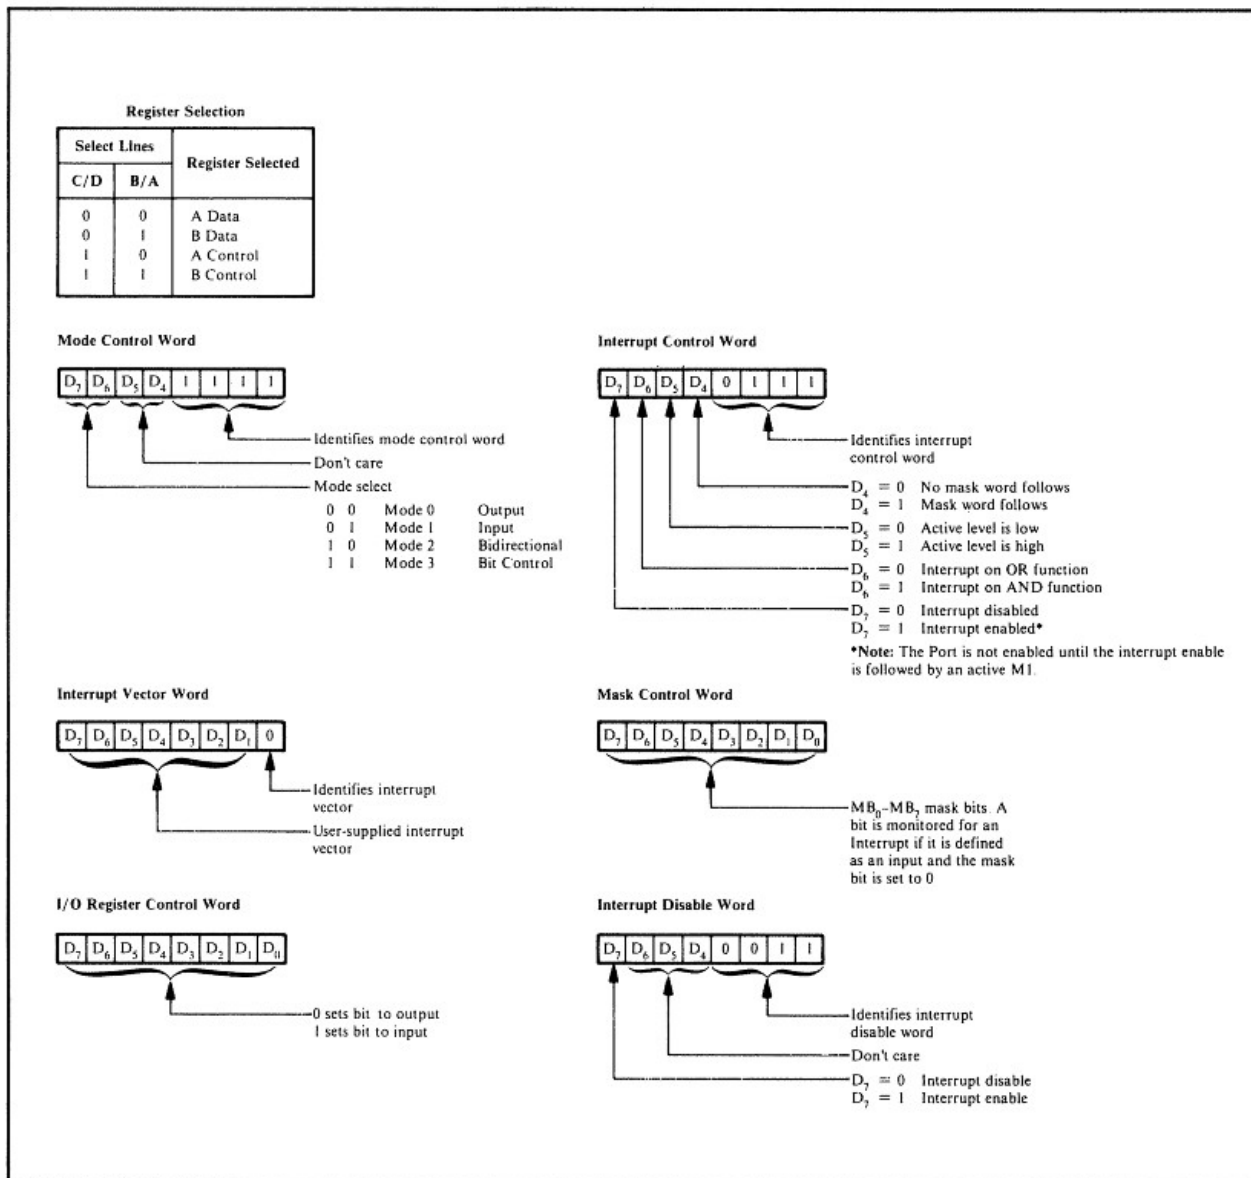 Register Selection
Select Lines
Register Selected
C/D B/A
0 0 A Data
0 1 B Data
1 0 A Control
1 1 B Control
Mode Control Word
D₇ D₆ D₅ D₄ 1 1 1 1
Identifies mode control word
Don't care
Mode select
0 0 Mode 0 Output
0 1 Mode 1 Input
1 0 Mode 2 Bidirectional
1 1 Mode 3 Bit Control
Interrupt Control Word
D₇ D₆ D₅ D₄ 0 1 1 1
Identifies interrupt
control word
D₄ = 0 No mask word follows
D₄ = 1 Mask word follows
D₅ = 0 Active level is low
D₅ = 1 Active level is high
D₆ = 0 Interrupt on OR function
D₆ = 1 Interrupt on AND function
D₇ = 0 Interrupt disabled
D₇ = 1 Interrupt enabled*
*Note: The Port is not enabled until the interrupt enable
is followed by an active M1.
Interrupt Vector Word
D₇ D₆ D₅ D₄ D₃ D₂ D₁ 0
Identifies interrupt
vector
User-supplied interrupt
vector
Mask Control Word
D₇ D₆ D₅ D₄ D₃ D₂ D₁ D₀
MB₀-MB₇ mask bits. A
bit is monitored for an
Interrupt if it is defined
as an input and the mask
bit is set to 0
I/O Register Control Word
D₇ D₆ D₅ D₄ D₃ D₂ D₁ D₀
0 sets bit to output
1 sets bit to input
Interrupt Disable Word
D₇ D₆ D₅ D₄ 0 0 1 1
Identifies interrupt
disable word
Don't care
D₇ = 0 Interrupt disable
D₇ = 1 Interrupt enable